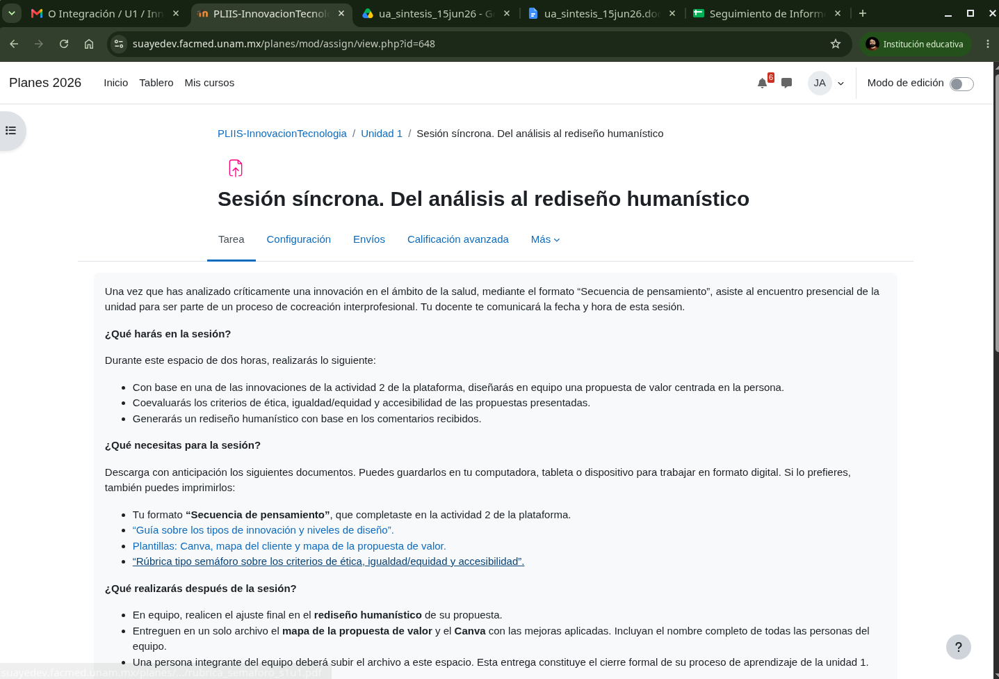 O Integración / U1 / Inn
PLIIS-InnovacionTecnolo
ua_sintesis_15jun26 - G
ua_sintesis_15jun26.doc
Seguimiento de Inform
suayedev.facmed.unam.mx/planes/mod/assign/view.php?id=648
Institución educativa
Planes 2026
Inicio
Tablero
Mis cursos
6
JA
Modo de edición
PLIIS-InnovacionTecnologia / Unidad 1 / Sesión síncrona. Del análisis al rediseño humanístico
Sesión síncrona. Del análisis al rediseño humanístico
Tarea
Configuración
Envíos
Calificación avanzada
Más
Una vez que has analizado críticamente una innovación en el ámbito de la salud, mediante el formato “Secuencia de pensamiento”, asiste al encuentro presencial de la
unidad para ser parte de un proceso de cocreación interprofesional. Tu docente te comunicará la fecha y hora de esta sesión.
¿Qué harás en la sesión?
Durante este espacio de dos horas, realizarás lo siguiente:
• Con base en una de las innovaciones de la actividad 2 de la plataforma, diseñarás en equipo una propuesta de valor centrada en la persona.
• Coevaluarás los criterios de ética, igualdad/equidad y accesibilidad de las propuestas presentadas.
• Generarás un rediseño humanístico con base en los comentarios recibidos.
¿Qué necesitas para la sesión?
Descarga con anticipación los siguientes documentos. Puedes guardarlos en tu computadora, tableta o dispositivo para trabajar en formato digital. Si lo prefieres,
también puedes imprimirlos:
• Tu formato “Secuencia de pensamiento”, que completaste en la actividad 2 de la plataforma.
• “Guía sobre los tipos de innovación y niveles de diseño”.
• Plantillas: Canva, mapa del cliente y mapa de la propuesta de valor.
• “Rúbrica tipo semáforo sobre los criterios de ética, igualdad/equidad y accesibilidad”.
¿Qué realizarás después de la sesión?
• En equipo, realicen el ajuste final en el rediseño humanístico de su propuesta.
• Entreguen en un solo archivo el mapa de la propuesta de valor y el Canva con las mejoras aplicadas. Incluyan el nombre completo de todas las personas del
equipo.
• Una persona integrante del equipo deberá subir el archivo a este espacio. Esta entrega constituye el cierre formal de su proceso de aprendizaje de la unidad 1.
?
suayedev.facmed.unam.mx/planes/.../rubrica_semaforo_s1u1.pdf